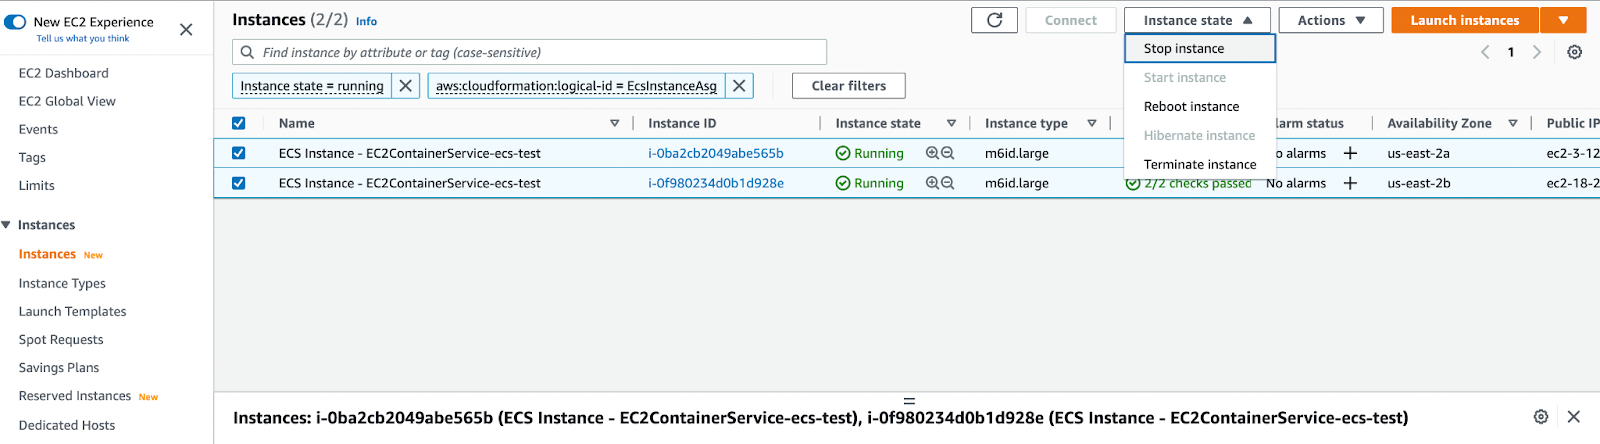 New EC2 Experience
Tell us what you think
EC2 Dashboard
EC2 Global View
Events
Tags
Limits
Instances
Instances New
Instance Types
Launch Templates
Spot Requests
Savings Plans
Reserved Instances New
Dedicated Hosts
Instances (2/2) Info
Connect
Instance state
Actions
Launch instances
Find instance by attribute or tag (case-sensitive)
1
Instance state = running
aws:cloudformation:logical-id = EcsInstanceAsg
Clear filters
Stop instance
Start instance
Reboot instance
Hibernate instance
Terminate instance
Name Instance ID Instance state Instance type larm status Availability Zone Public IP
ECS Instance - EC2ContainerService-ecs-test i-0ba2cb2049abe565b Running m6id.large o alarms us-east-2a ec2-3-12
ECS Instance - EC2ContainerService-ecs-test i-0f980234d0b1d928e Running m6id.large 2/2 checks passed No alarms us-east-2b ec2-18-2
Instances: i-0ba2cb2049abe565b (ECS Instance - EC2ContainerService-ecs-test), i-0f980234d0b1d928e (ECS Instance - EC2ContainerService-ecs-test)